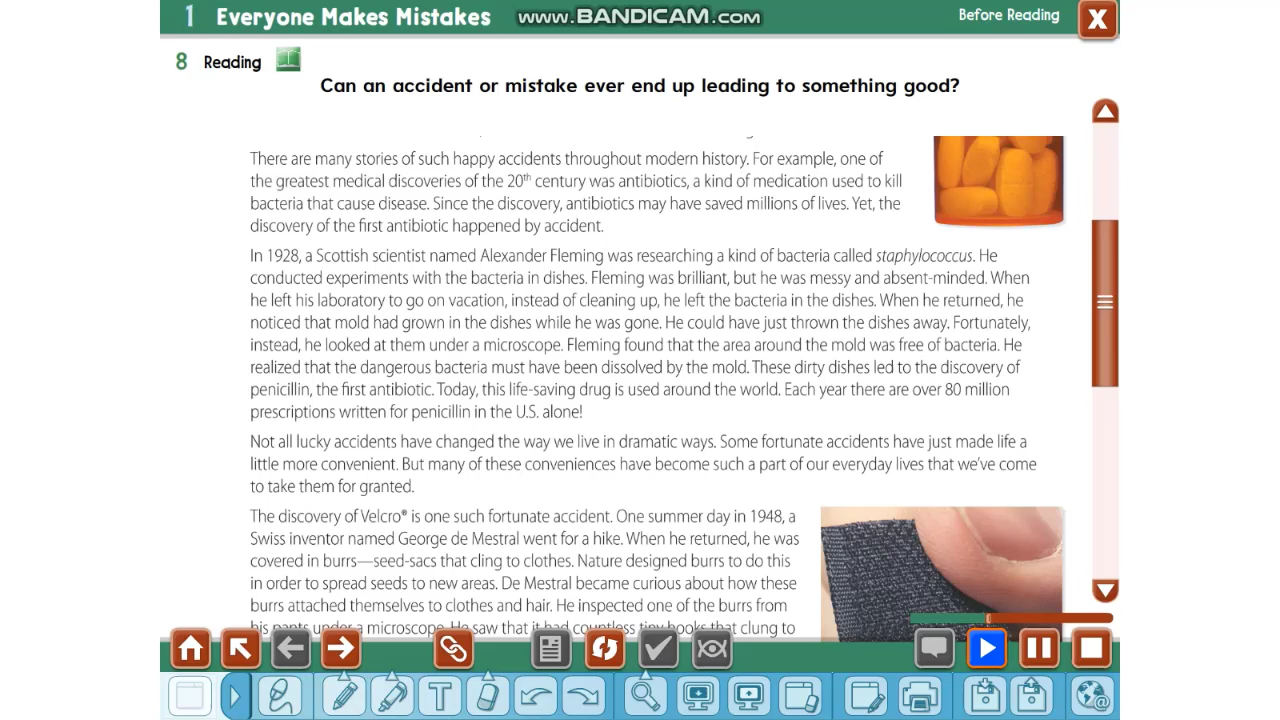 1 Everyone Makes Mistakes
www.BANDICAM.com
Before Reading
X
8 Reading
Can an accident or mistake ever end up leading to something good?
There are many stories of such happy accidents throughout modern history. For example, one of
the greatest medical discoveries of the 20th century was antibiotics, a kind of medication used to kill
bacteria that cause disease. Since the discovery, antibiotics may have saved millions of lives. Yet, the
discovery of the first antibiotic happened by accident.
In 1928, a Scottish scientist named Alexander Fleming was researching a kind of bacteria called staphylococcus. He
conducted experiments with the bacteria in dishes. Fleming was brilliant, but he was messy and absent-minded. When
he left his laboratory to go on vacation, instead of cleaning up, he left the bacteria in the dishes. When he returned, he
noticed that mold had grown in the dishes while he was gone. He could have just thrown the dishes away. Fortunately,
instead, he looked at them under a microscope. Fleming found that the area around the mold was free of bacteria. He
realized that the dangerous bacteria must have been dissolved by the mold. These dirty dishes led to the discovery of
penicillin, the first antibiotic. Today, this life-saving drug is used around the world. Each year there are over 80 million
prescriptions written for penicillin in the U.S. alone!
Not all lucky accidents have changed the way we live in dramatic ways. Some fortunate accidents have just made life a
little more convenient. But many of these conveniences have become such a part of our everyday lives that we've come
to take them for granted.
The discovery of Velcro® is one such fortunate accident. One summer day in 1948, a
Swiss inventor named George de Mestral went for a hike. When he returned, he was
covered in burrs—seed-sacs that cling to clothes. Nature designed burrs to do this
in order to spread seeds to new areas. De Mestral became curious about how these
burrs attached themselves to clothes and hair. He inspected one of the burrs from
his pants under a microscope. He saw that it had countless tiny hooks that clung to
T